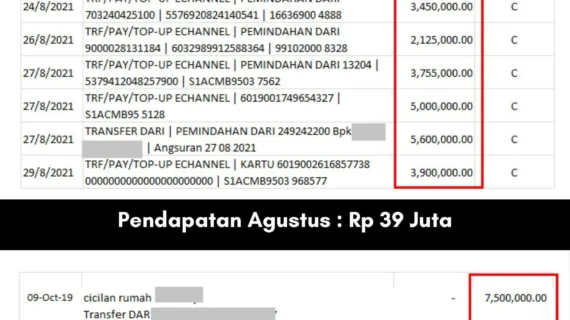 24/8/2021 TRF/PAY/TOP-UP ECHANNEL | PEMINDAHAN DARI 3,450,000.00 C
703240425100 | 5576920824140541 | 16636900 4888
26/8/2021 TRF/PAY/TOP-UP ECHANNEL | PEMINDAHAN DARI 2,125,000.00 C
9000028131184 | 6032989912588364 | 99102000 8328
27/8/2021 TRF/PAY/TOP-UP ECHANNEL | PEMINDAHAN DARI 13204 | 3,755,000.00 C
5379412048257900 | S1ACMB9503 7562
27/8/2021 TRF/PAY/TOP-UP ECHANNEL | 6019001749654327 | 5,000,000.00 C
S1ACMB95 5128
27/8/2021 TRANSFER DARI | PEMINDAHAN DARI 249242200 Bpk 5,600,000.00 C
| Angsuran 27 08 2021
29/8/2021 TRF/PAY/TOP-UP ECHANNEL | KARTU 6019002616857738 3,900,000.00 C
0000000000000000000000 | S1ACMB9503 968577
Pendapatan Agustus : Rp 39 Juta
09-Oct-19 cicilan rumah - 7,500,000.00
Transfer DAR